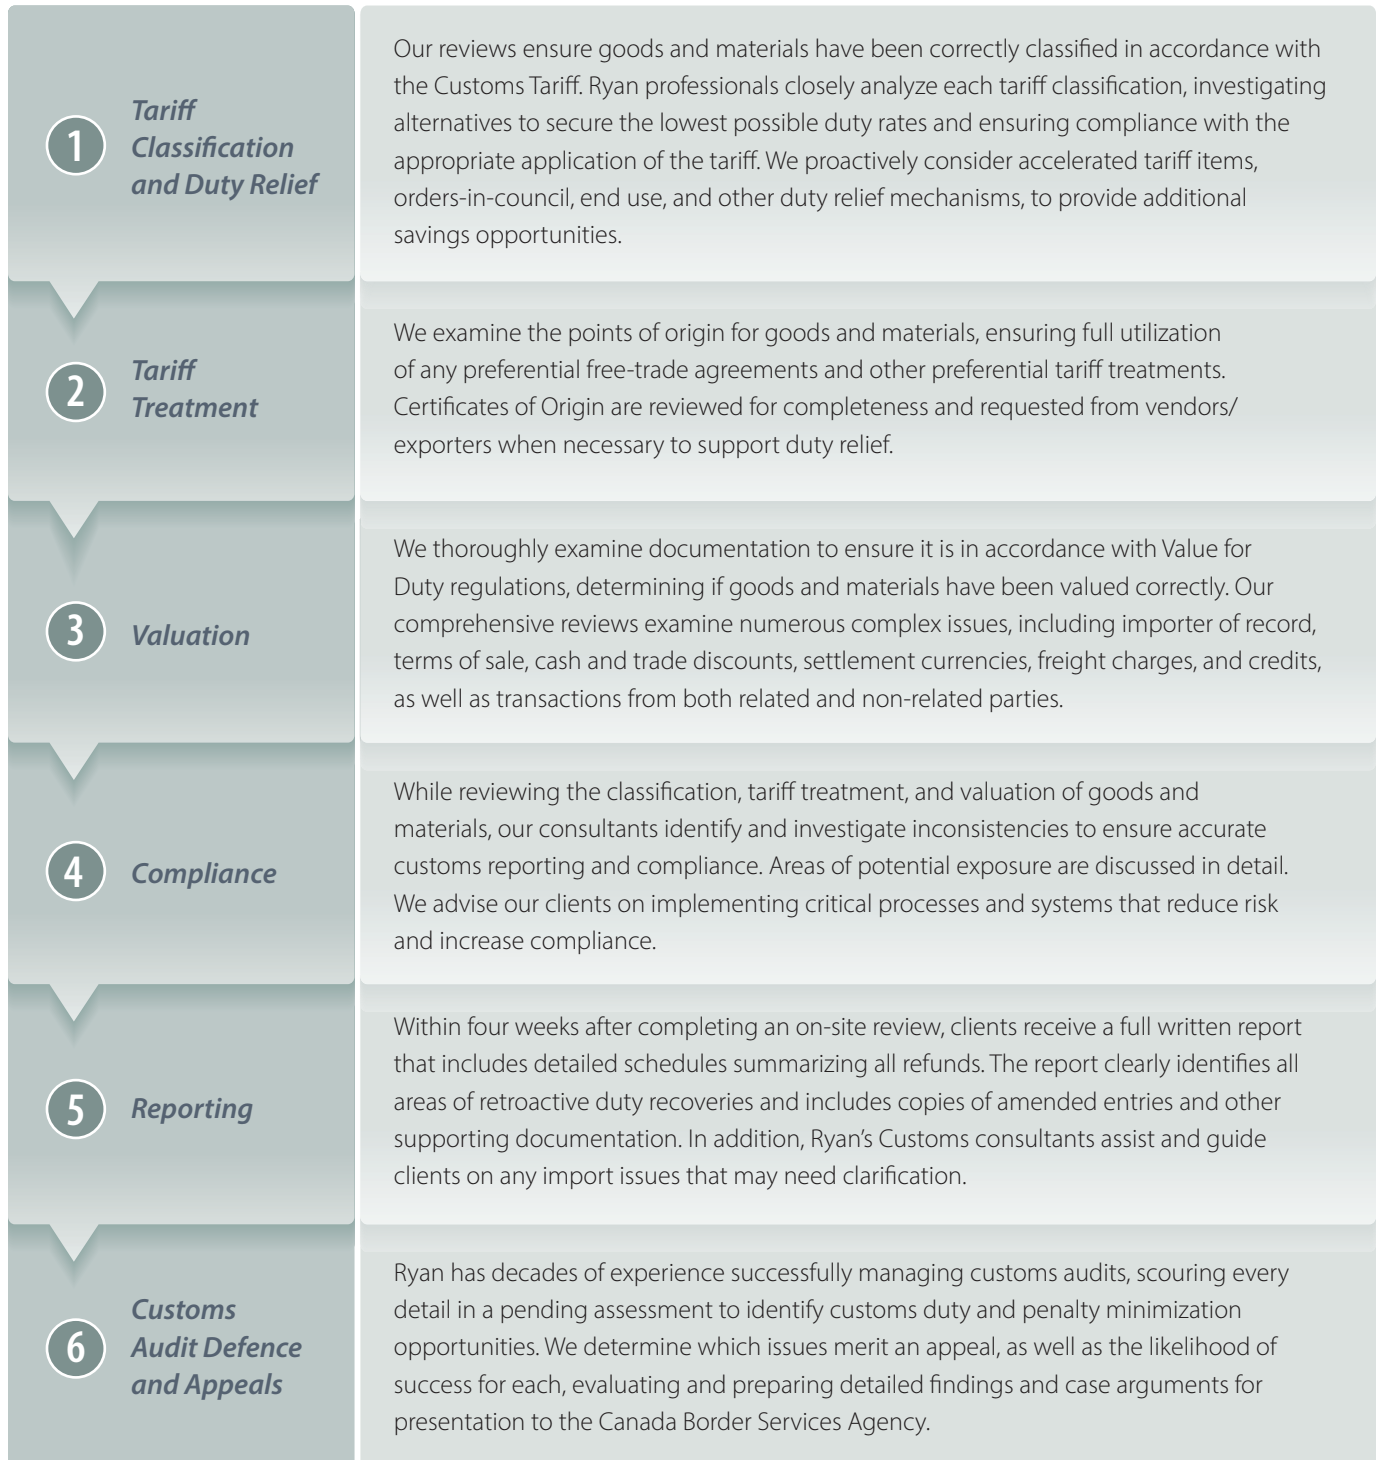 1
Tariff
Classification
and Duty Relief
Our reviews ensure goods and materials have been correctly classified in accordance with
the Customs Tariff. Ryan professionals closely analyze each tariff classification, investigating
alternatives to secure the lowest possible duty rates and ensuring compliance with the
appropriate application of the tariff. We proactively consider accelerated tariff items,
orders-in-council, end use, and other duty relief mechanisms, to provide additional
savings opportunities.
2
Tariff
Treatment
We examine the points of origin for goods and materials, ensuring full utilization
of any preferential free-trade agreements and other preferential tariff treatments.
Certificates of Origin are reviewed for completeness and requested from vendors/
exporters when necessary to support duty relief.
3
Valuation
We thoroughly examine documentation to ensure it is in accordance with Value for
Duty regulations, determining if goods and materials have been valued correctly. Our
comprehensive reviews examine numerous complex issues, including importer of record,
terms of sale, cash and trade discounts, settlement currencies, freight charges, and credits,
as well as transactions from both related and non-related parties.
4
Compliance
While reviewing the classification, tariff treatment, and valuation of goods and
materials, our consultants identify and investigate inconsistencies to ensure accurate
customs reporting and compliance. Areas of potential exposure are discussed in detail.
We advise our clients on implementing critical processes and systems that reduce risk
and increase compliance.
5
Reporting
Within four weeks after completing an on-site review, clients receive a full written report
that includes detailed schedules summarizing all refunds. The report clearly identifies all
areas of retroactive duty recoveries and includes copies of amended entries and other
supporting documentation. In addition, Ryan's Customs consultants assist and guide
clients on any import issues that may need clarification.
6
Customs
Audit Defence
and Appeals
Ryan has decades of experience successfully managing customs audits, scouring every
detail in a pending assessment to identify customs duty and penalty minimization
opportunities. We determine which issues merit an appeal, as well as the likelihood of
success for each, evaluating and preparing detailed findings and case arguments for
presentation to the Canada Border Services Agency.